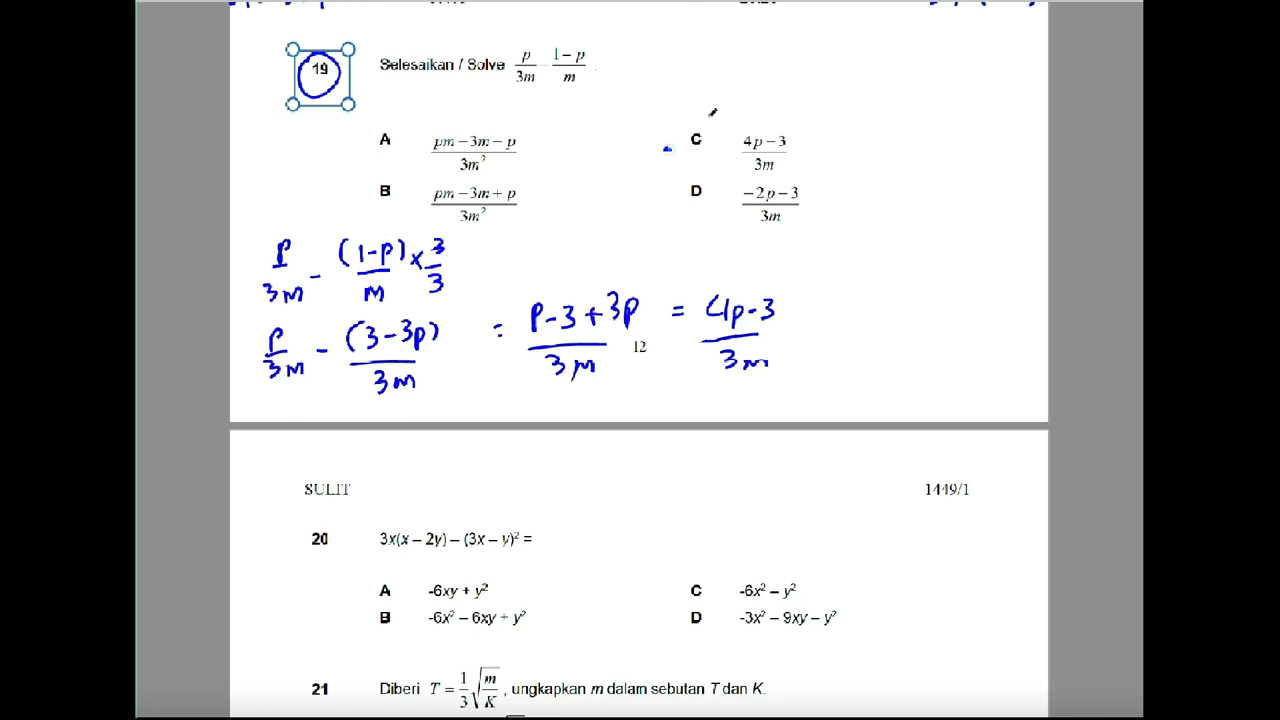 19 Selesaikan / Solve p/3m − (1−p)/m .
A (pm−3m−p)/3m² C (4p−3)/3m
B (pm−3m+p)/3m² D (−2p−3)/3m
p/3m - (1-p)/m × 3/3
p/3m - (3-3p)/3m = (p-3+3p)/3m = (4p-3)/3m
12
SULIT 1449/1
20 3x(x – 2y) – (3x – y)² =
A -6xy + y² C -6x² – y²
B -6x² – 6xy + y² D -3x² – 9xy – y²
21 Diberi T = 1/3 √(m/K) , ungkapkan m dalam sebutan T dan K.